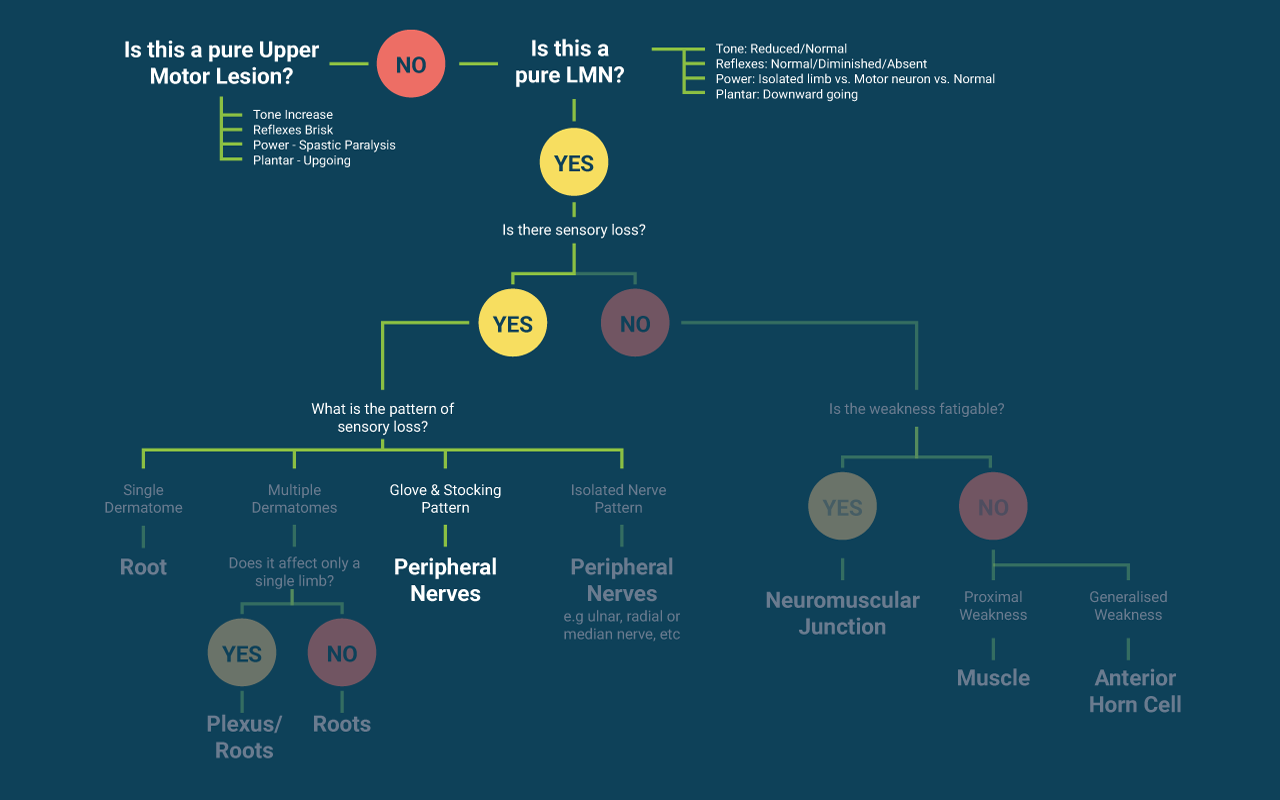 Is this a pure Upper
Motor Lesion?
NO
Is this a
pure LMN?
Tone: Reduced/Normal
Reflexes: Normal/Diminished/Absent
Power: Isolated limb vs. Motor neuron vs. Normal
Plantar: Downward going
Tone Increase
Reflexes Brisk
Power - Spastic Paralysis
Plantar - Upgoing
YES
Is there sensory loss?
YES
NO
What is the pattern of
sensory loss?
Is the weakness fatigable?
Single
Dermatome
Multiple
Dermatomes
Glove & Stocking
Pattern
Isolated Nerve
Pattern
YES
NO
Root
Does it affect only a
single limb?
Peripheral
Nerves
Peripheral
Nerves
e.g ulnar, radial or
median nerve, etc
Neuromuscular
Junction
Proximal
Weakness
Generalised
Weakness
YES
NO
Muscle
Anterior
Horn Cell
Plexus/
Roots
Roots